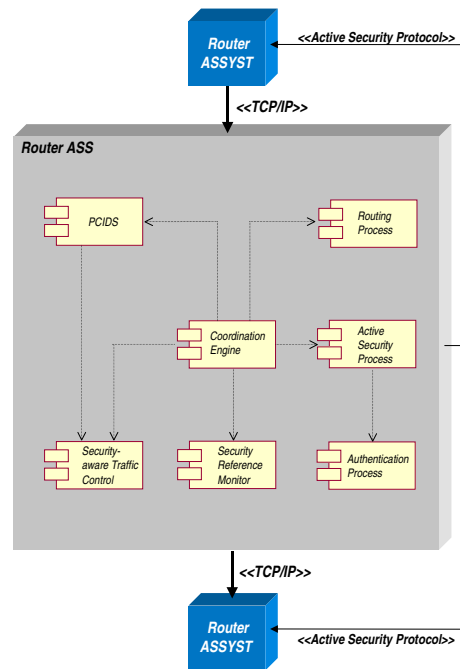 Router
ASSYST
<<Active Security Protocol>>
<<TCP/IP>>
Router ASS
PCIDS
Routing
Process
Coordination
Engine
Active
Security
Process
Security-
aware Traffic
Control
Security
Reference
Monitor
Authentication
Process
<<TCP/IP>>
Router
ASSYST
<<Active Security Protocol>>